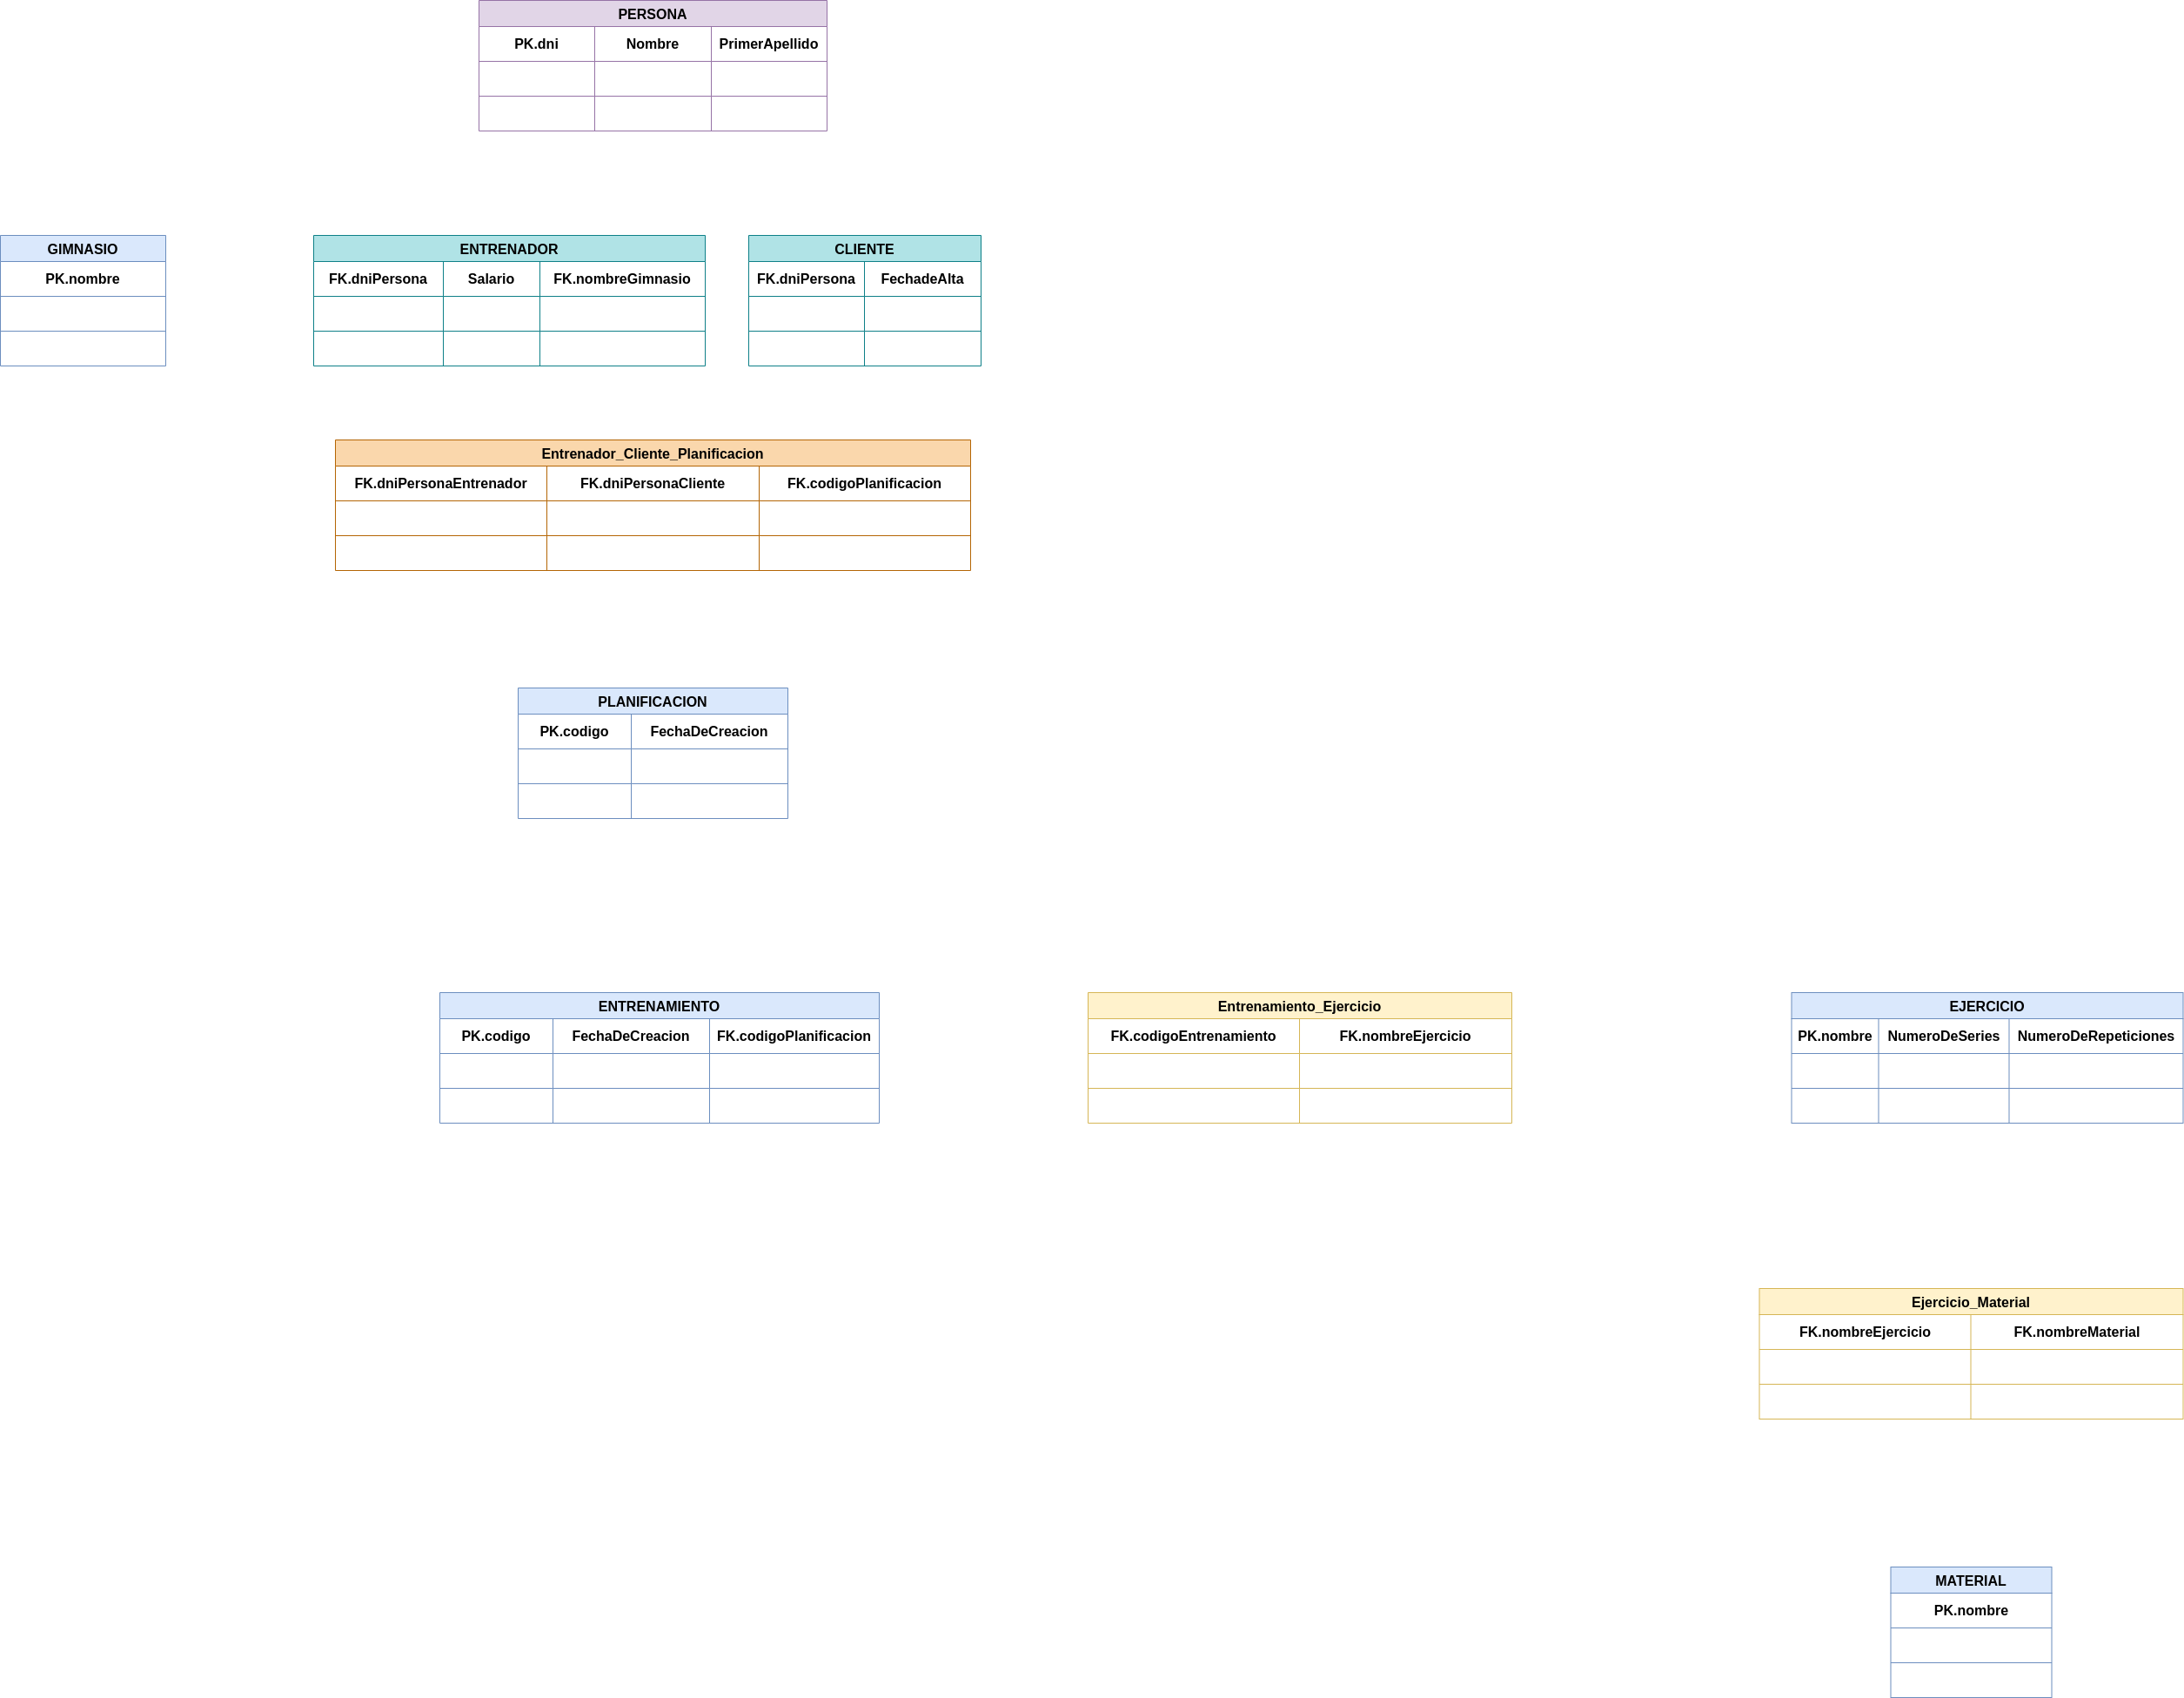 PERSONA
PK.dni Nombre PrimerApellido
GIMNASIO
PK.nombre
ENTRENADOR
FK.dniPersona Salario FK.nombreGimnasio
CLIENTE
FK.dniPersona FechadeAlta
Entrenador_Cliente_Planificacion
FK.dniPersonaEntrenador FK.dniPersonaCliente FK.codigoPlanificacion
PLANIFICACION
PK.codigo FechaDeCreacion
ENTRENAMIENTO
PK.codigo FechaDeCreacion FK.codigoPlanificacion
Entrenamiento_Ejercicio
FK.codigoEntrenamiento FK.nombreEjercicio
EJERCICIO
PK.nombre NumeroDeSeries NumeroDeRepeticiones
Ejercicio_Material
FK.nombreEjercicio FK.nombreMaterial
MATERIAL
PK.nombre